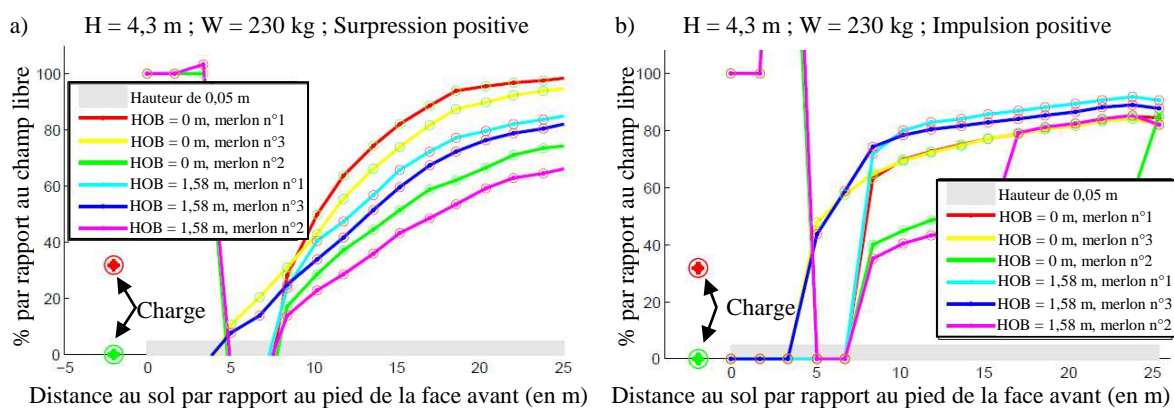 a) H = 4,3 m ; W = 230 kg ; Surpression positive
% par rapport au champ libre
100
80
60
40
20
0
Hauteur de 0,05 m
HOB = 0 m, merlon n°1
HOB = 0 m, merlon n°3
HOB = 0 m, merlon n°2
HOB = 1,58 m, merlon n°1
HOB = 1,58 m, merlon n°3
HOB = 1,58 m, merlon n°2
Charge
−5 0 5 10 15 20 25
Distance au sol par rapport au pied de la face avant (en m)
b) H = 4,3 m ; W = 230 kg ; Impulsion positive
% par rapport au champ libre
100
80
60
40
20
0
Hauteur de 0,05 m
HOB = 0 m, merlon n°1
HOB = 0 m, merlon n°3
HOB = 0 m, merlon n°2
HOB = 1,58 m, merlon n°1
HOB = 1,58 m, merlon n°3
HOB = 1,58 m, merlon n°2
Charge
0 5 10 15 20 25
Distance au sol par rapport au pied de la face avant (en m)